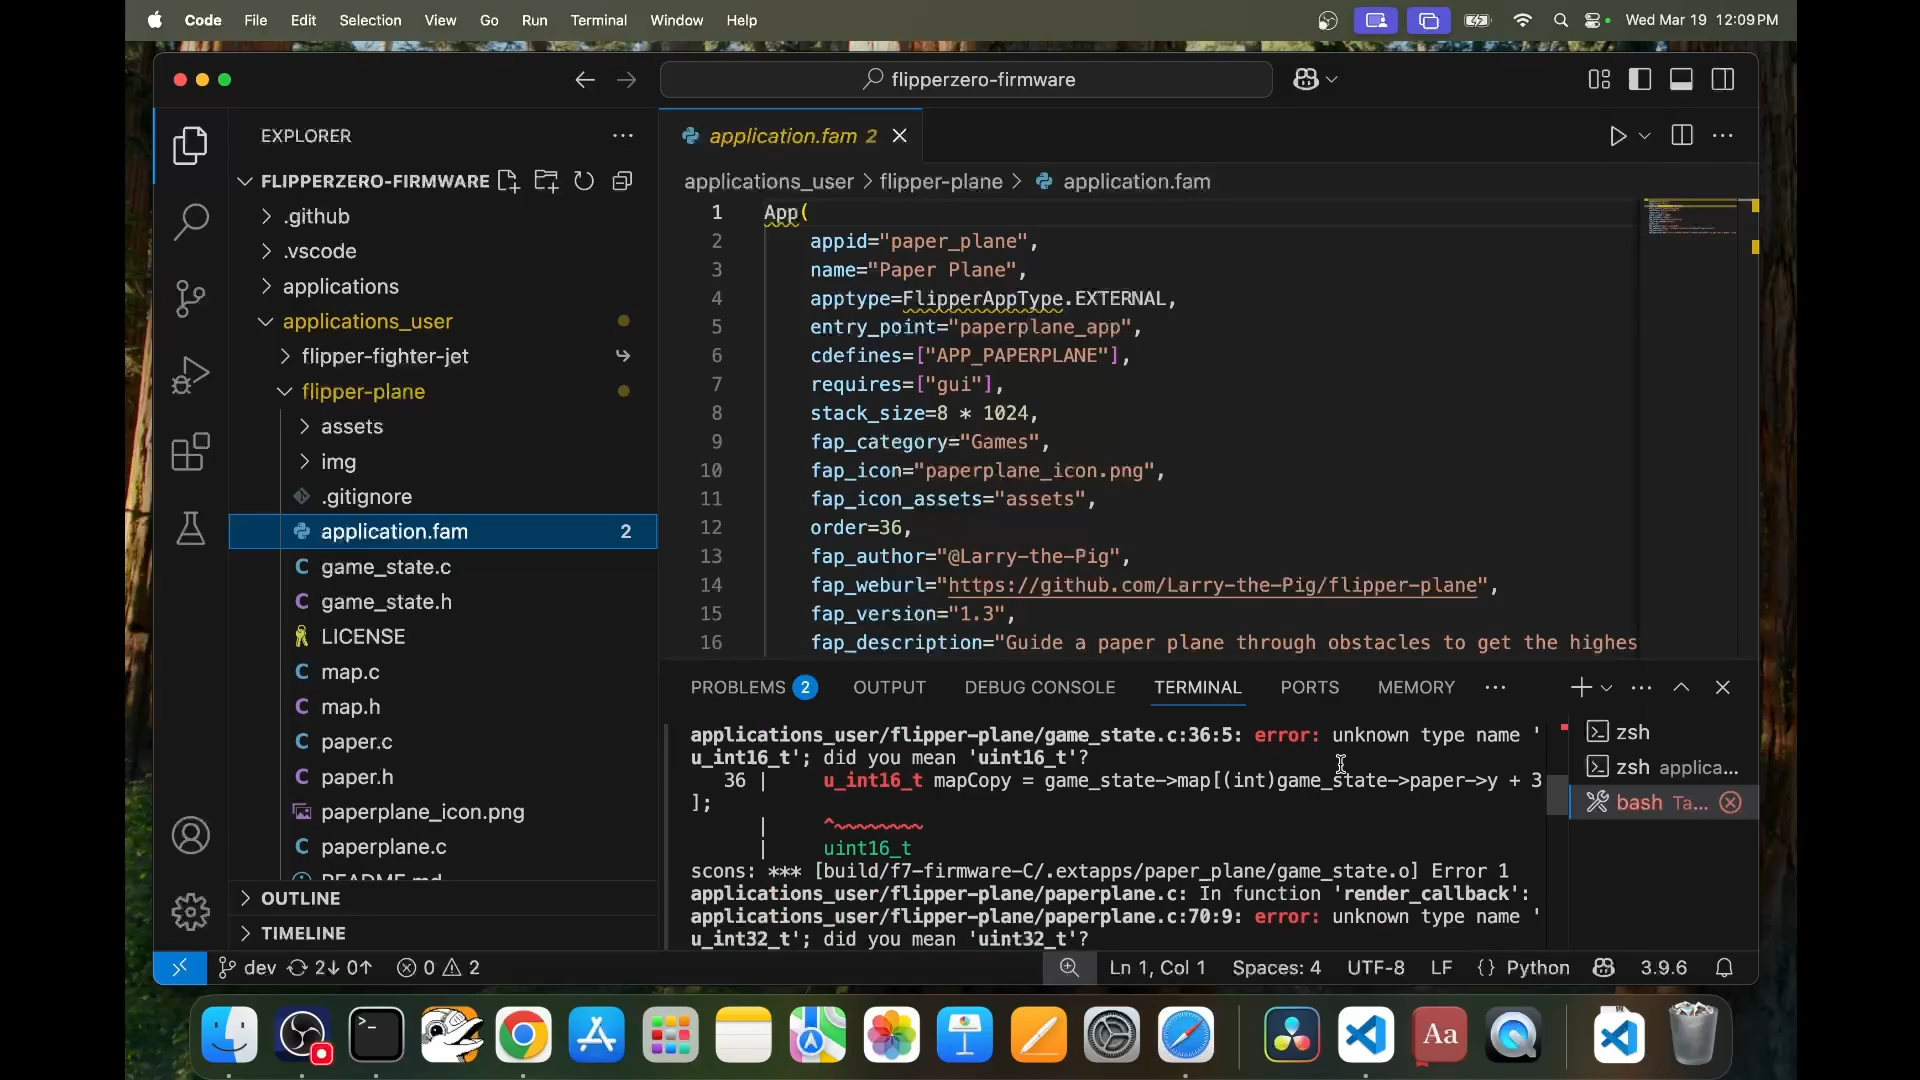 Code File Edit Selection View Go Run Terminal Window Help Wed Mar 19 12:09 PM
flipperzero-firmware
EXPLORER
FLIPPERZERO-FIRMWARE
.github
.vscode
applications
applications_user
flipper-fighter-jet
flipper-plane
assets
img
.gitignore
application.fam 2
game_state.c
game_state.h
LICENSE
map.c
map.h
paper.c
paper.h
paperplane_icon.png
paperplane.c
README.md
OUTLINE
TIMELINE
application.fam 2
applications_user > flipper-plane > application.fam
1 App(
2 appid="paper_plane",
3 name="Paper Plane",
4 apptype=FlipperAppType.EXTERNAL,
5 entry_point="paperplane_app",
6 cdefines=["APP_PAPERPLANE"],
7 requires=["gui"],
8 stack_size=8 * 1024,
9 fap_category="Games",
10 fap_icon="paperplane_icon.png",
11 fap_icon_assets="assets",
12 order=36,
13 fap_author="@Larry-the-Pig",
14 fap_weburl="https://github.com/Larry-the-Pig/flipper-plane",
15 fap_version="1.3",
16 fap_description="Guide a paper plane through obstacles to get the highes
PROBLEMS 2 OUTPUT DEBUG CONSOLE TERMINAL PORTS MEMORY
applications_user/flipper-plane/game_state.c:36:5: error: unknown type name '
u_int16_t'; did you mean 'uint16_t'?
36 | u_int16_t mapCopy = game_state->map[(int)game_state->paper->y + 3
];
| ^~~~~~~~~
| uint16_t
scons: *** [build/f7-firmware-C/.extapps/paper_plane/game_state.o] Error 1
applications_user/flipper-plane/paperplane.c: In function 'render_callback':
applications_user/flipper-plane/paperplane.c:70:9: error: unknown type name '
u_int32_t'; did you mean 'uint32_t'?
zsh
zsh applica...
bash Ta...
dev 2↓ 0↑ 0 2 Ln 1, Col 1 Spaces: 4 UTF-8 LF {} Python 3.9.6
Aa